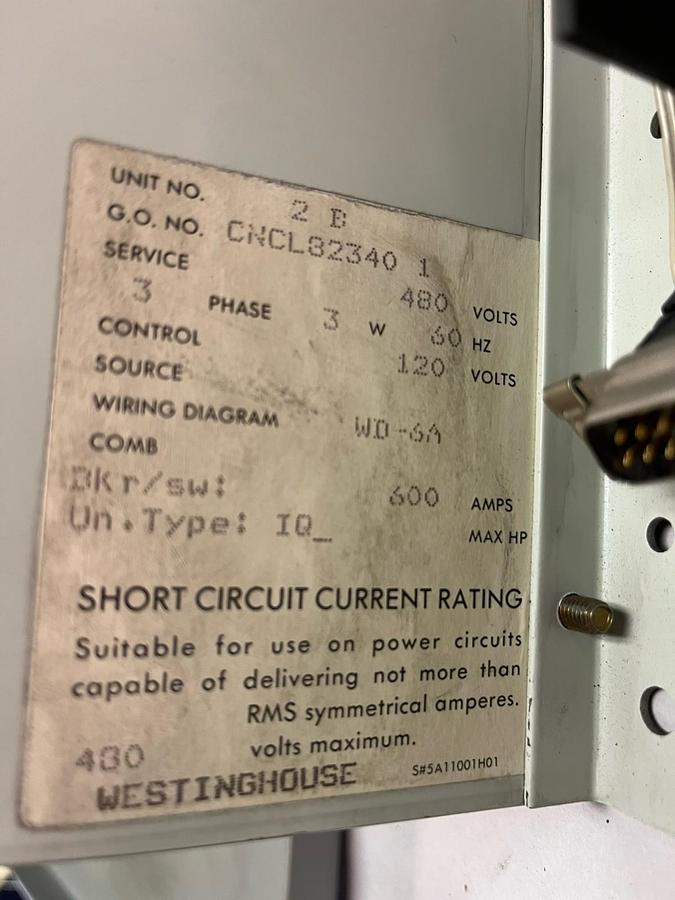 UNIT NO. 2 B
G.O. NO. CNCL82340 1
SERVICE 480 VOLTS
3 PHASE 3 W 60 HZ
CONTROL 120 VOLTS
SOURCE
WIRING DIAGRAM WD-6A
COMB
Bkr/sw: 600 AMPS
Un.Type: IQ_ MAX HP
SHORT CIRCUIT CURRENT RATING
Suitable for use on power circuits
capable of delivering not more than
RMS symmetrical amperes.
480 volts maximum.
WESTINGHOUSE S#5A11001H01